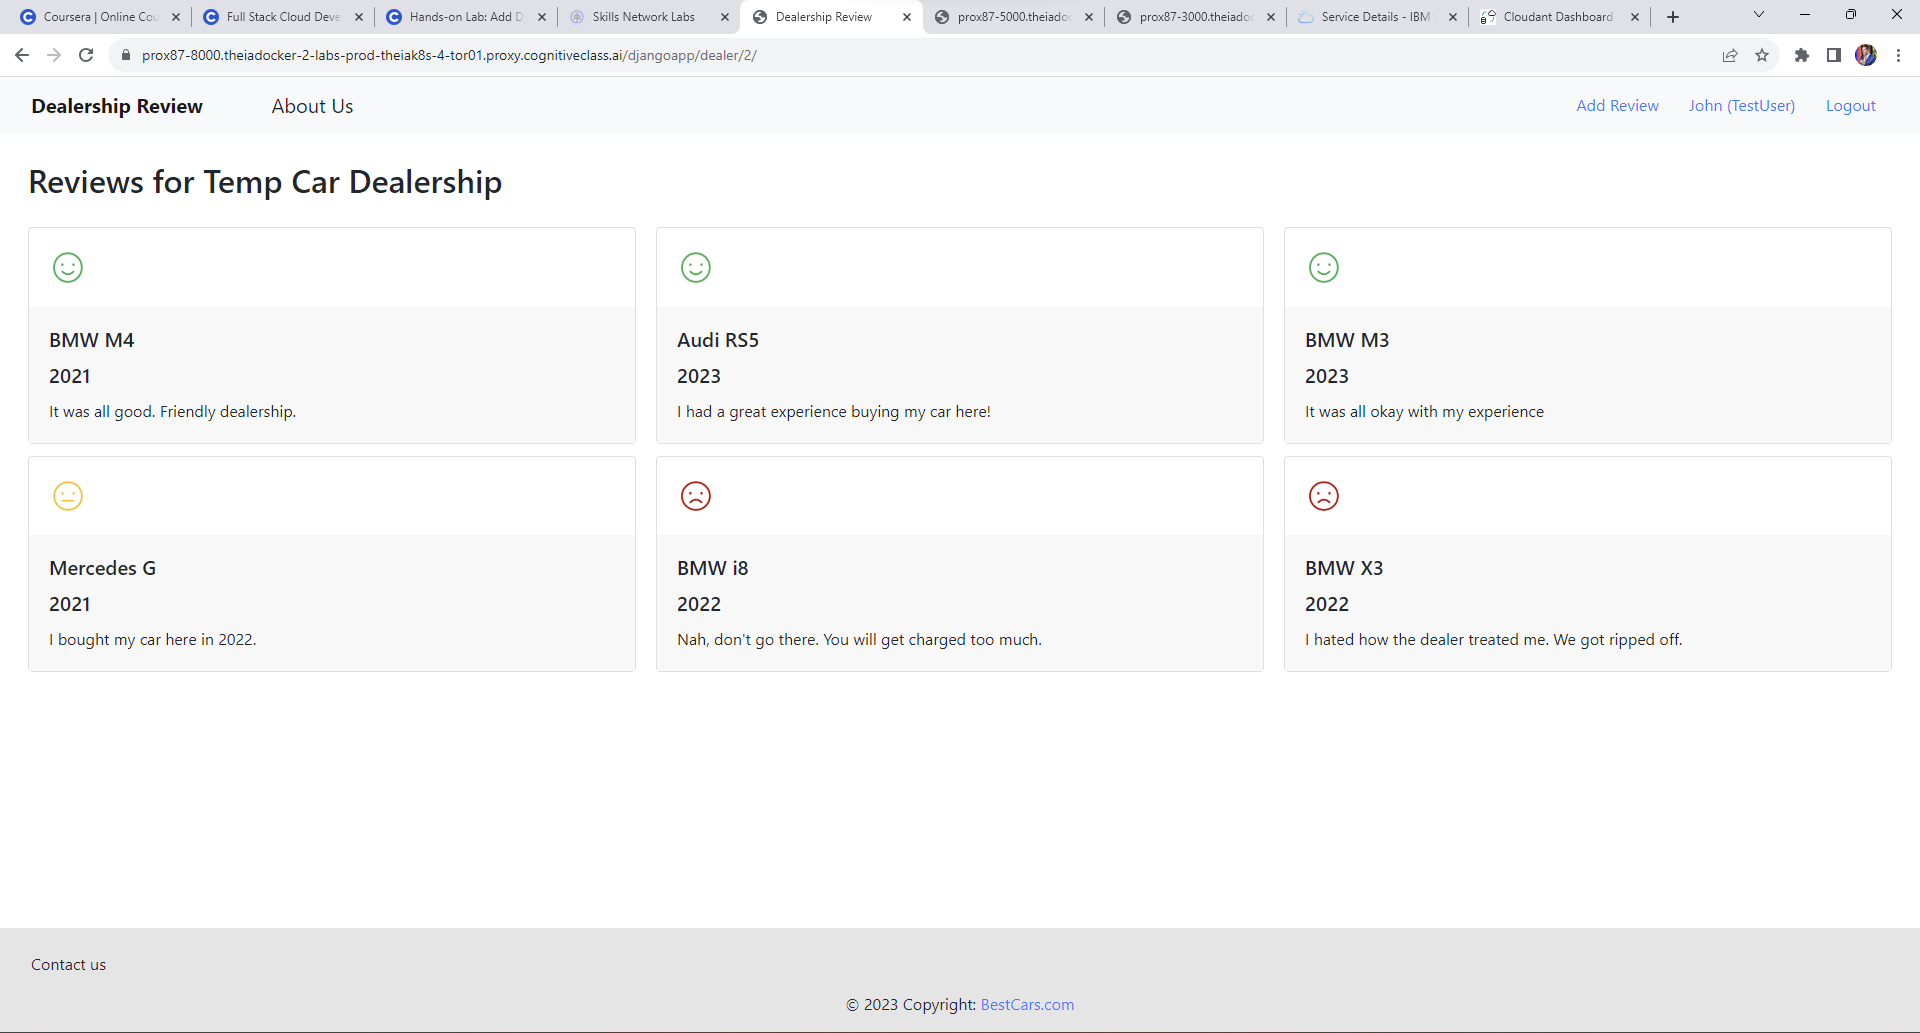 Coursera | Online Cou
Full Stack Cloud Deve
Hands-on Lab: Add D
Skills Network Labs
Dealership Review
prox87-5000.theiadoc
prox87-3000.theiadoc
Service Details - IBM
Cloudant Dashboard
prox87-8000.theiadocker-2-labs-prod-theiak8s-4-tor01.proxy.cognitiveclass.ai/djangoapp/dealer/2/
Dealership Review
About Us
Add Review
John (TestUser)
Logout
Reviews for Temp Car Dealership
BMW M4
2021
It was all good. Friendly dealership.
Audi RS5
2023
I had a great experience buying my car here!
BMW M3
2023
It was all okay with my experience
Mercedes G
2021
I bought my car here in 2022.
BMW i8
2022
Nah, don't go there. You will get charged too much.
BMW X3
2022
I hated how the dealer treated me. We got ripped off.
Contact us
© 2023 Copyright: BestCars.com